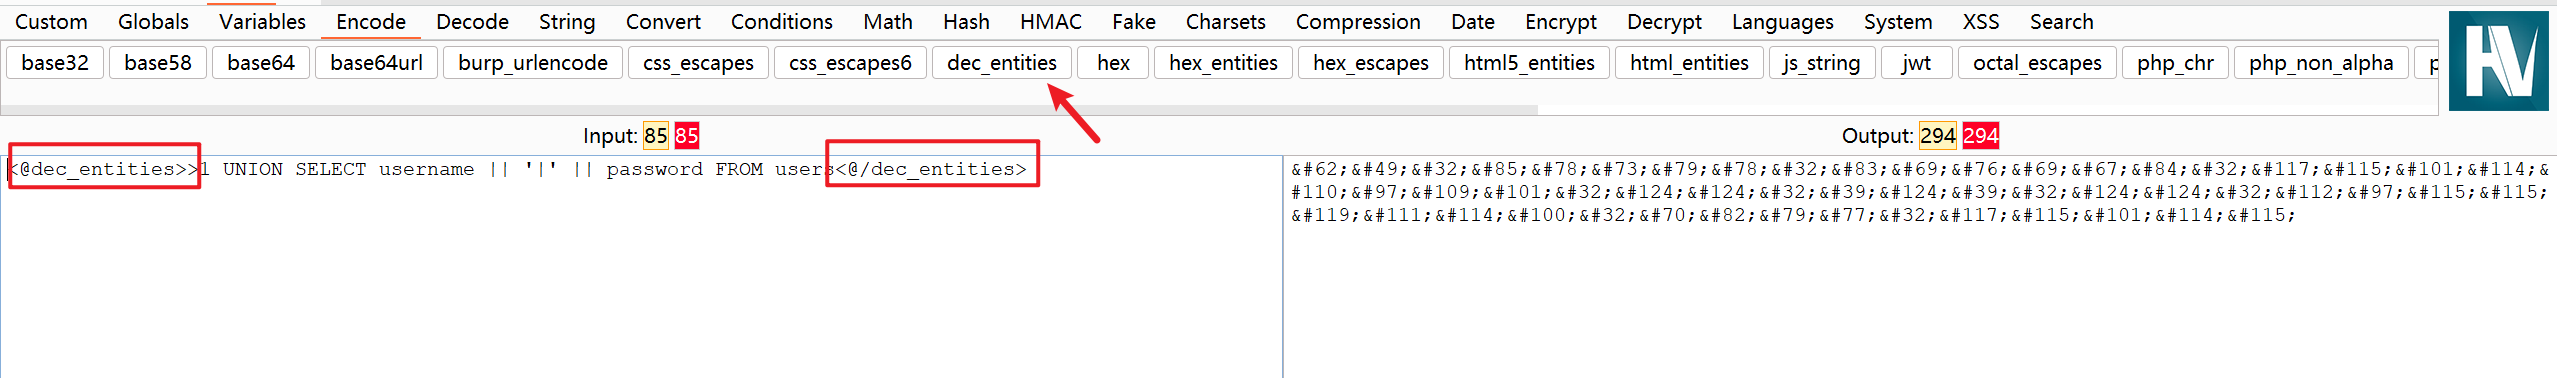 Custom Globals Variables Encode Decode String Convert Conditions Math Hash HMAC Fake Charsets Compression Date Encrypt Decrypt Languages System XSS Search
base32 base58 base64 base64url burp_urlencode css_escapes css_escapes6 dec_entities hex hex_entities hex_escapes html5_entities html_entities js_string jwt octal_escapes php_chr php_non_alpha
HV
Input: 85 85
Output: 294 294
<@dec_entities>>1 UNION SELECT username || '|' || password FROM users<@/dec_entities>
&#62;&#49;&#32;&#85;&#78;&#73;&#79;&#78;&#32;&#83;&#69;&#76;&#69;&#67;&#84;&#32;&#117;&#115;&#101;&#114;&
#110;&#97;&#109;&#101;&#32;&#124;&#124;&#32;&#39;&#124;&#39;&#32;&#124;&#124;&#32;&#112;&#97;&#115;&#115;
&#119;&#111;&#114;&#100;&#32;&#70;&#82;&#79;&#77;&#32;&#117;&#115;&#101;&#114;&#115;